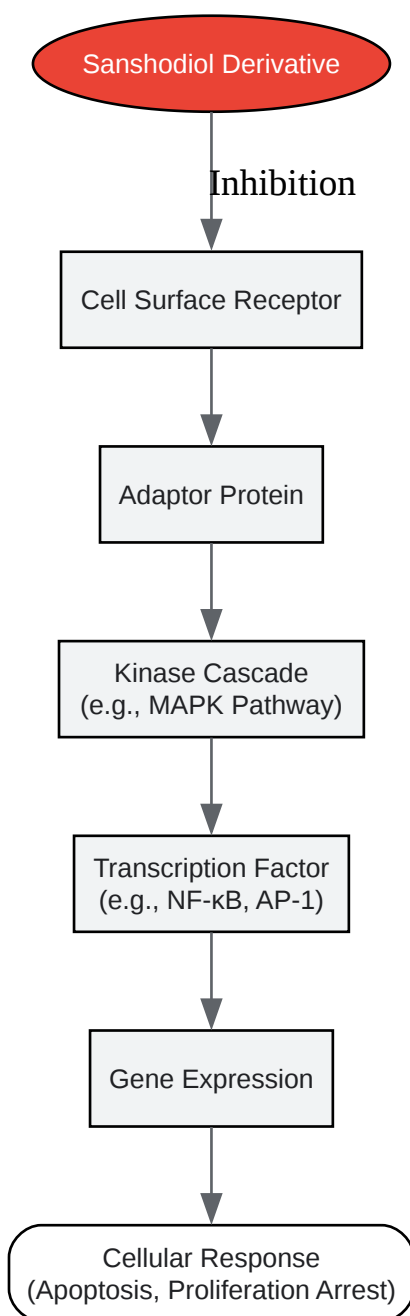 Sanshodiol Derivative
Inhibition
Cell Surface Receptor
Adaptor Protein
Kinase Cascade
(e.g., MAPK Pathway)
Transcription Factor
(e.g., NF-κB, AP-1)
Gene Expression
Cellular Response
(Apoptosis, Proliferation Arrest)